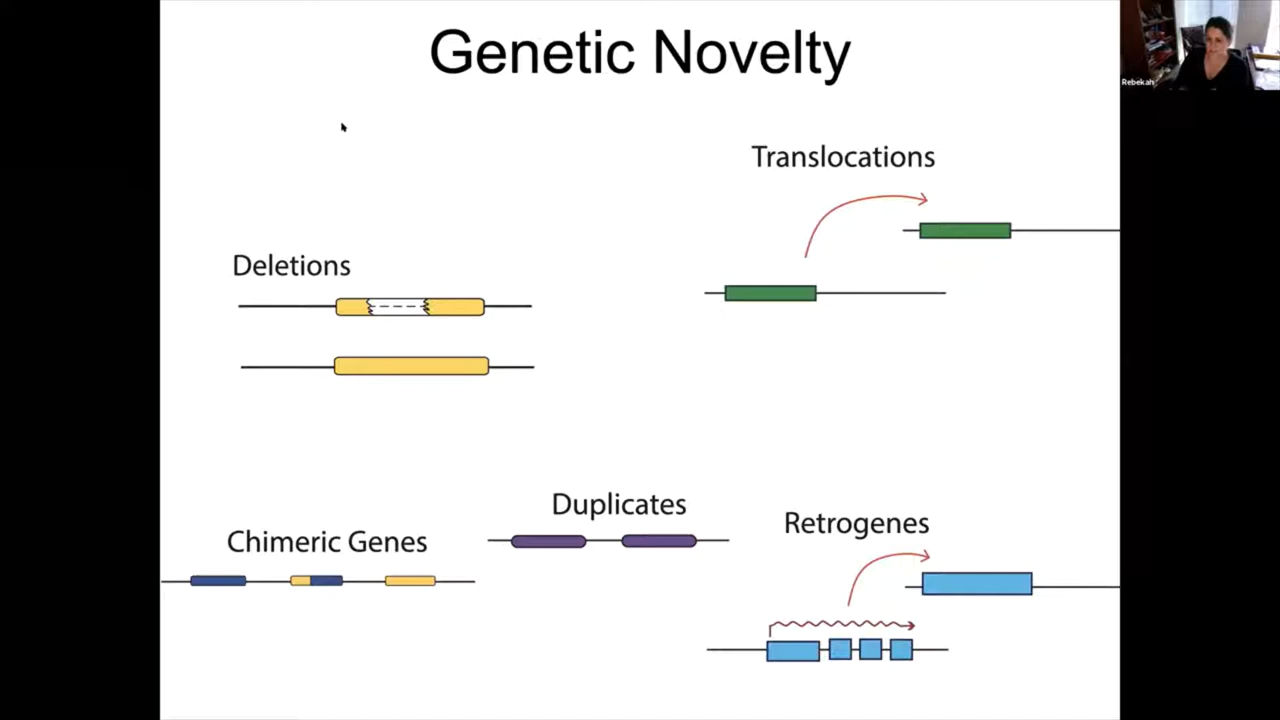 Genetic Novelty
Rebekah
Translocations
Deletions
Duplicates
Retrogenes
Chimeric Genes